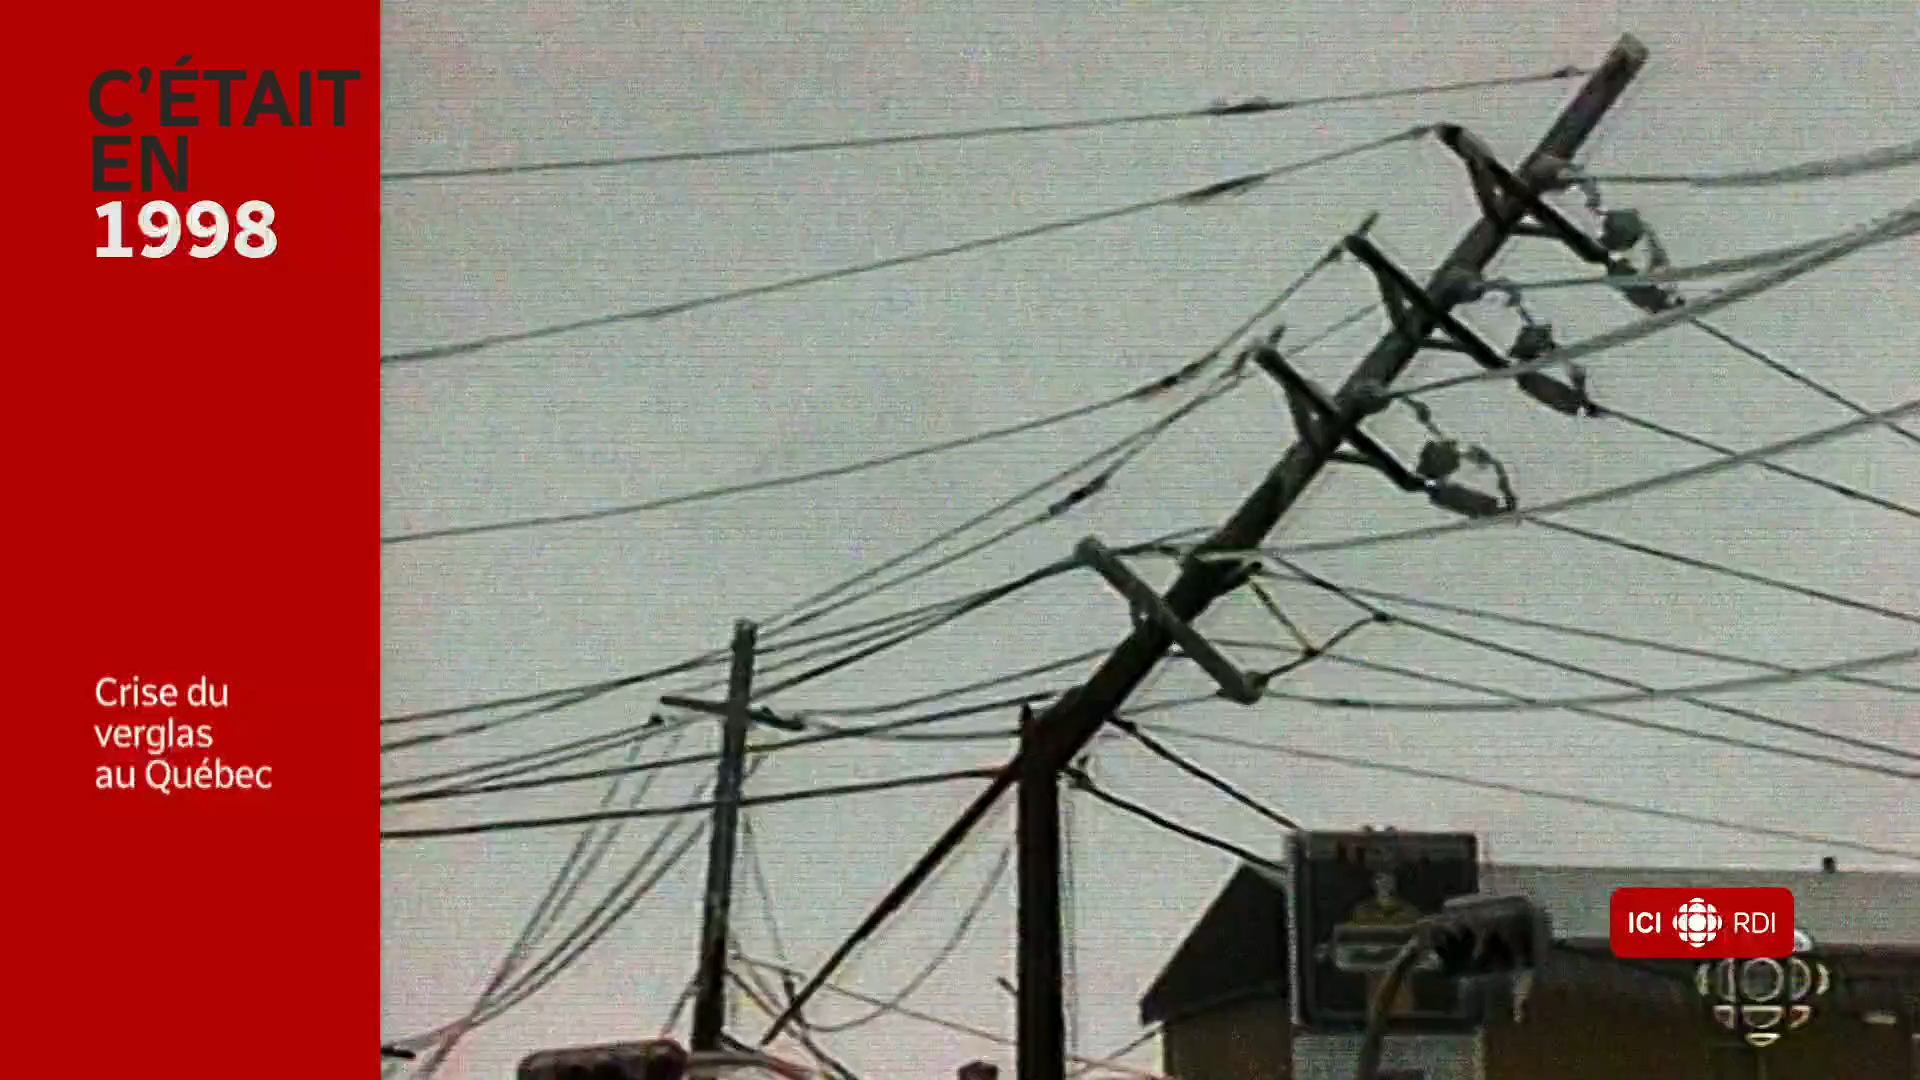 C'ÉTAIT
EN
1998
Crise du
verglas
au Québec
ICI RDI